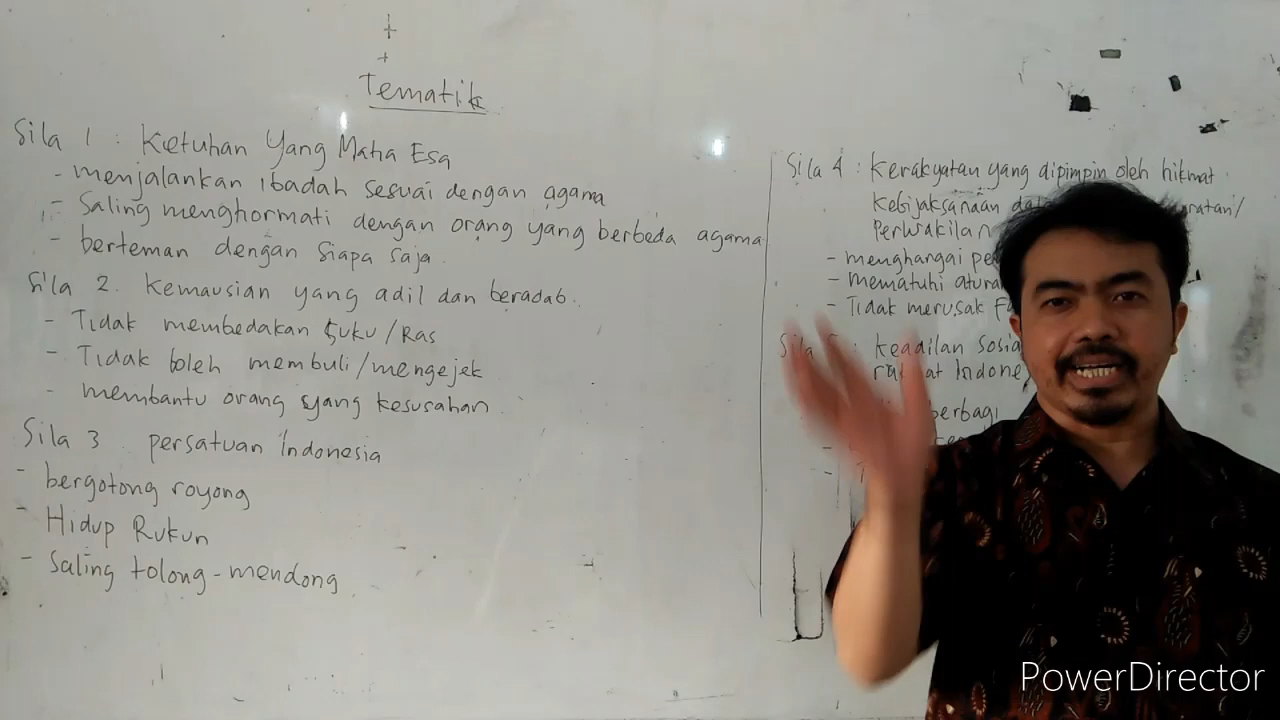 Tematik
Sila 1 : Ketuhan Yang Maha Esa
- menjalankan ibadah sesuai dengan agama
- Saling menghormati dengan orang yang berbeda agama
- berteman dengan Siapa saja.
Sila 2. Kemausian yang adil dan beradab.
- Tidak membedakan suku/Ras
- Tidak boleh membuli/mengejek
- membantu orang yang kesusahan
Sila 3 persatuan Indonesia
- bergotong royong
- Hidup Rukun
- Saling tolong-mendong
Sila 4 : Kerakyatan yang dipimpin oleh hikmat
Kebijaksanaan
Perwakilan
- menghargai
- mematuhi
- Tidak merusak
Keadilan
berbagi
PowerDirector